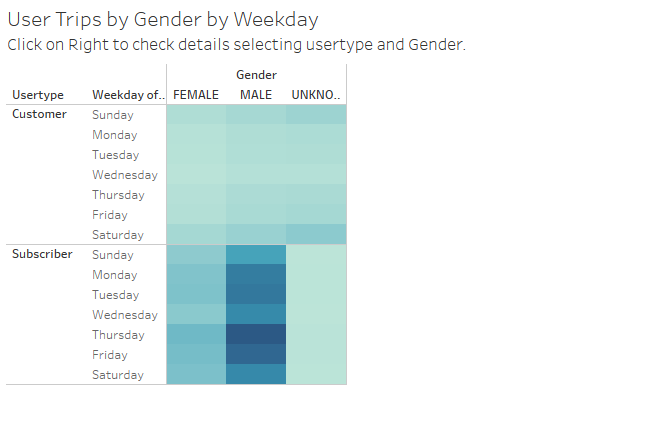 User Trips by Gender by Weekday
Click on Right to check details selecting usertype and Gender.
Gender
Usertype Weekday of.. FEMALE MALE UNKNO..
Customer Sunday
Monday
Tuesday
Wednesday
Thursday
Friday
Saturday
Subscriber Sunday
Monday
Tuesday
Wednesday
Thursday
Friday
Saturday